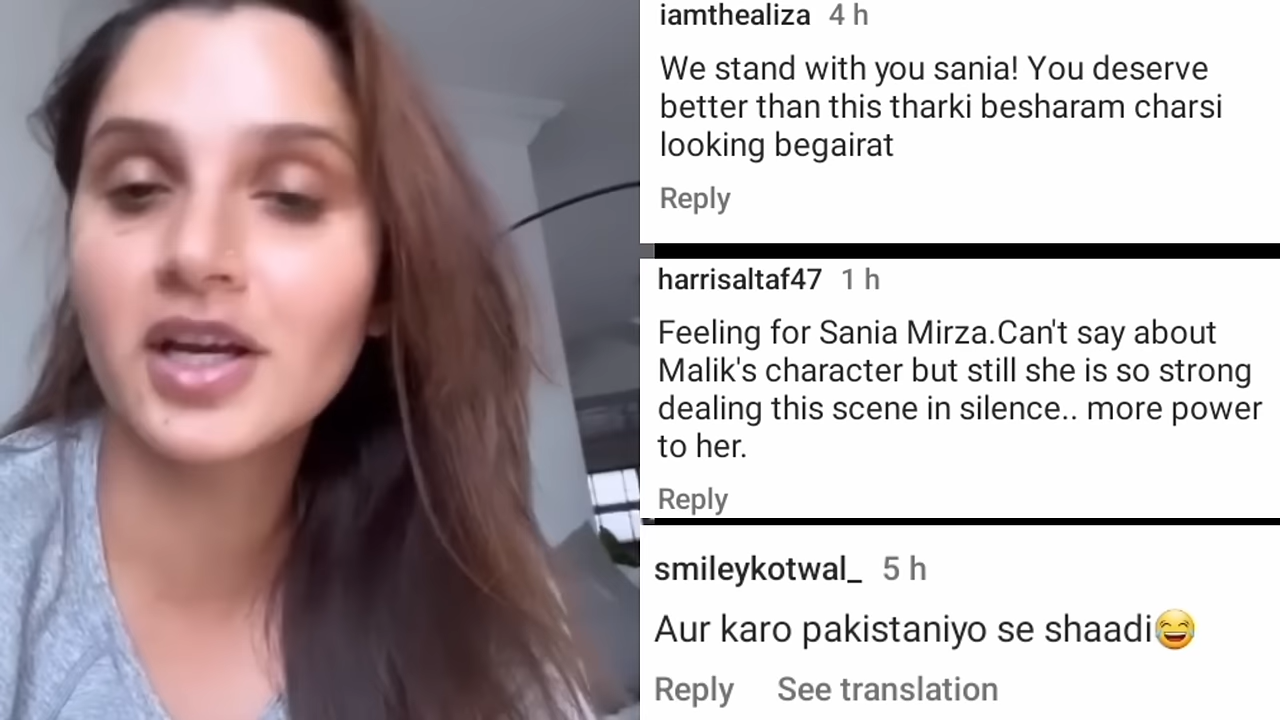 iamthealiza 4 h
We stand with you sania! You deserve
better than this tharki besharam charsi
looking begairat
Reply
harrisaltaf47 1 h
Feeling for Sania Mirza.Can't say about
Malik's character but still she is so strong
dealing this scene in silence.. more power
to her.
Reply
smileykotwal_ 5 h
Aur karo pakistaniyo se shaadi😂
Reply See translation